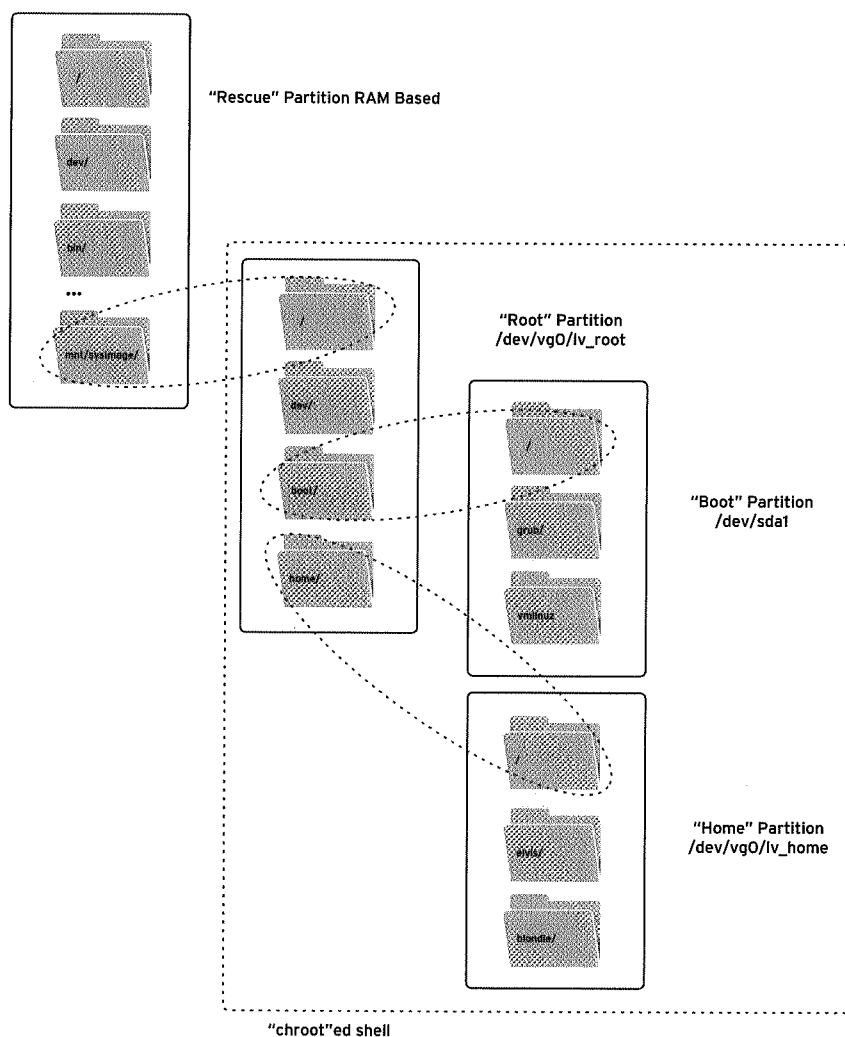 /
"Rescue" Partition RAM Based
dev/
bin/
...
mnt/sysimage/
/
"Root" Partition
/dev/vg0/lv_root
dev/
/
boot/
"Boot" Partition
/dev/sda1
grub/
home/
vmlinuz
/
"Home" Partition
/dev/vg0/lv_home
elvis/
blondie/
"chroot"ed shell